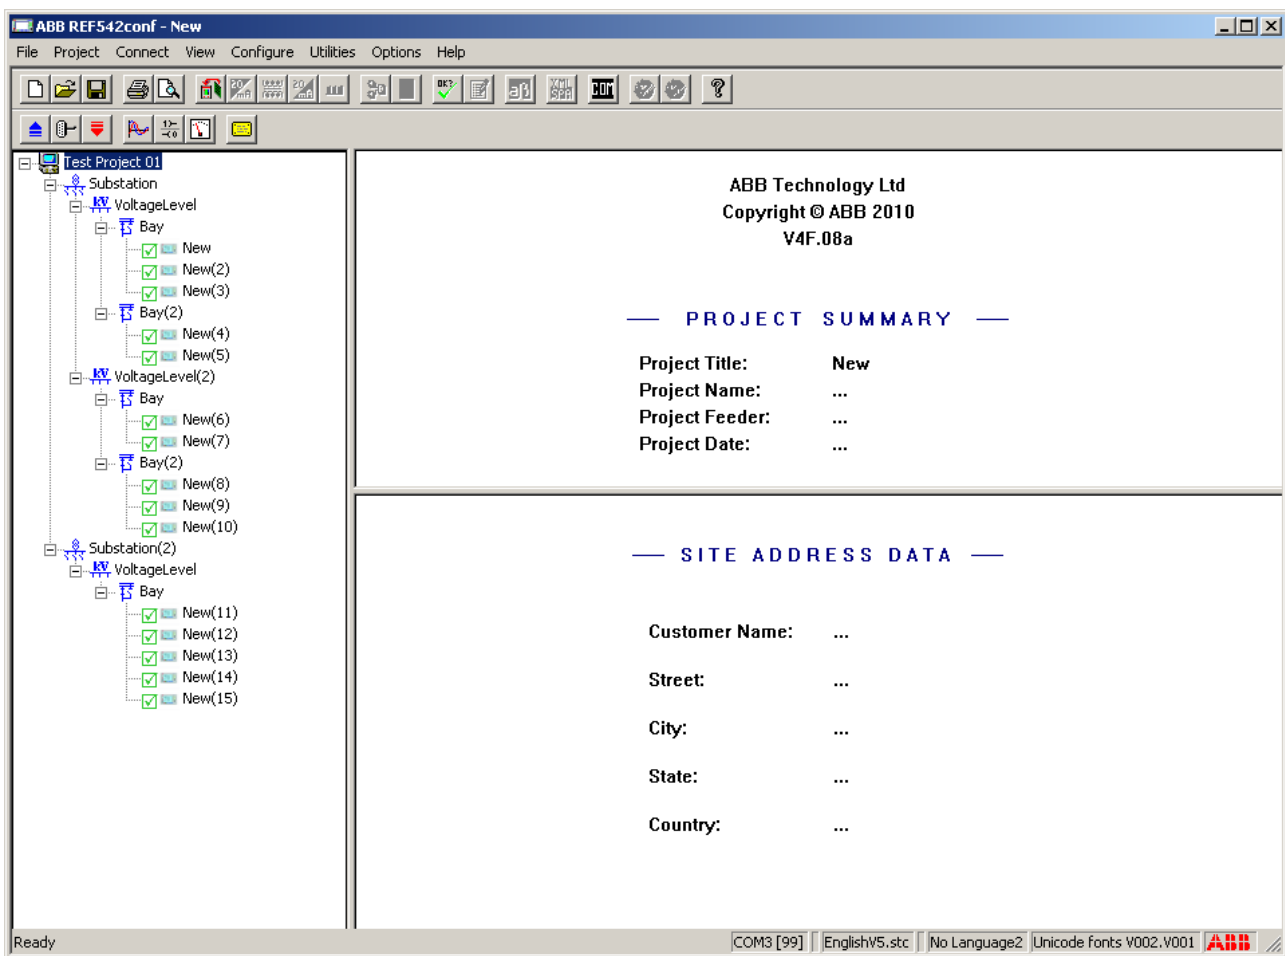 ABB REF542conf - New
File Project Connect View Configure Utilities Options Help
Test Project 01
Substation
VoltageLevel
Bay
New
New(2)
New(3)
Bay(2)
New(4)
New(5)
VoltageLevel(2)
Bay
New(6)
New(7)
Bay(2)
New(8)
New(9)
New(10)
Substation(2)
VoltageLevel
Bay
New(11)
New(12)
New(13)
New(14)
New(15)
ABB Technology Ltd
Copyright © ABB 2010
V4F.08a
PROJECT SUMMARY
Project Title: New
Project Name: ...
Project Feeder: ...
Project Date: ...
SITE ADDRESS DATA
Customer Name: ...
Street: ...
City: ...
State: ...
Country: ...
Ready COM3 [99] EnglishV5.stc No Language2 Unicode fonts V002.V001 ABB